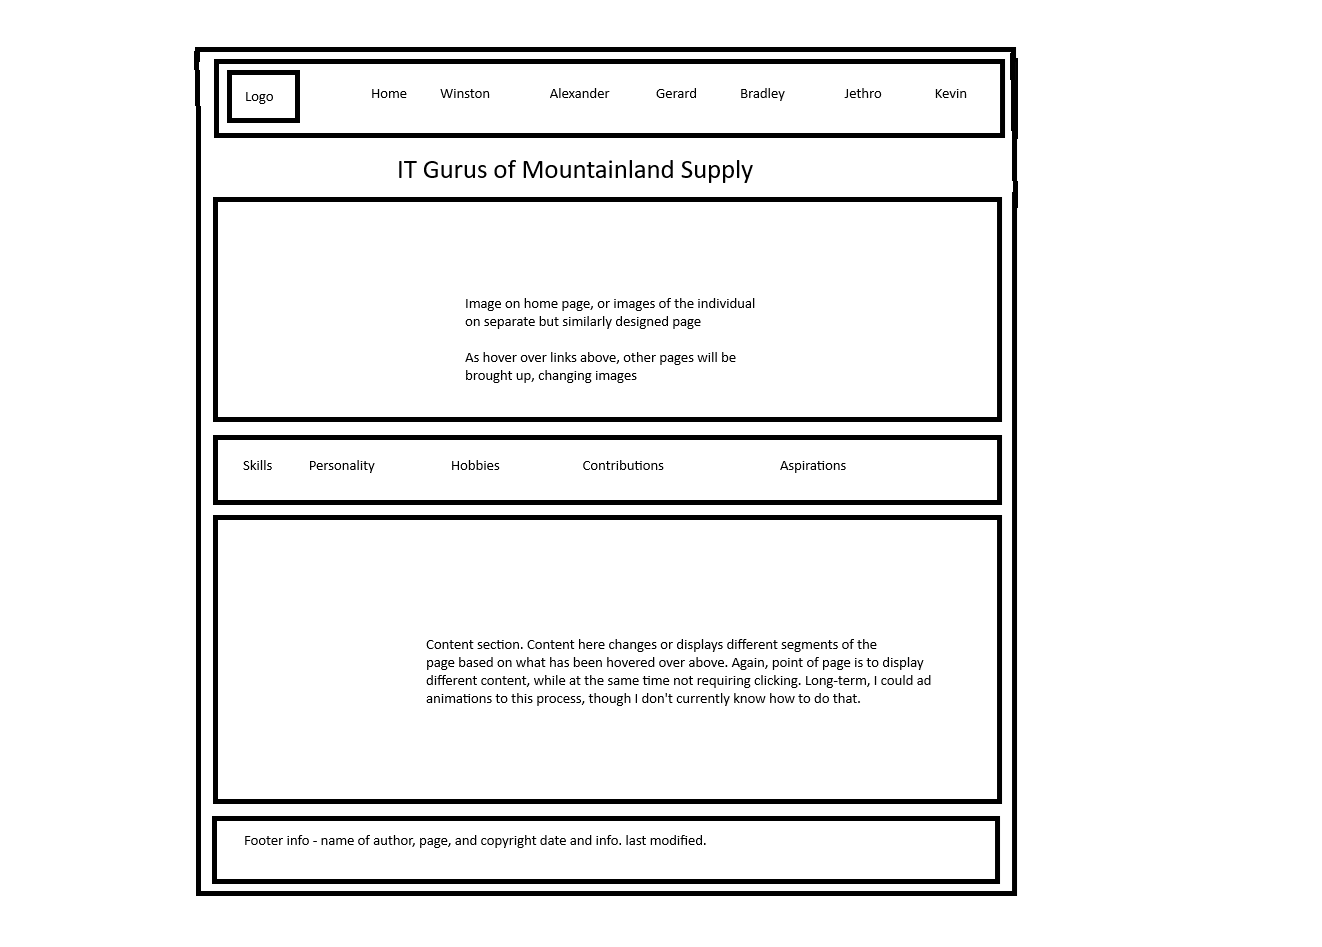 Logo
Home Winston Alexander Gerard Bradley Jethro Kevin
IT Gurus of Mountainland Supply
Image on home page, or images of the individual
on separate but similarly designed page
As hover over links above, other pages will be
brought up, changing images
Skills Personality Hobbies Contributions Aspirations
Content section. Content here changes or displays different segments of the
page based on what has been hovered over above. Again, point of page is to display
different content, while at the same time not requiring clicking. Long-term, I could ad
animations to this process, though I don't currently know how to do that.
Footer info - name of author, page, and copyright date and info. last modified.